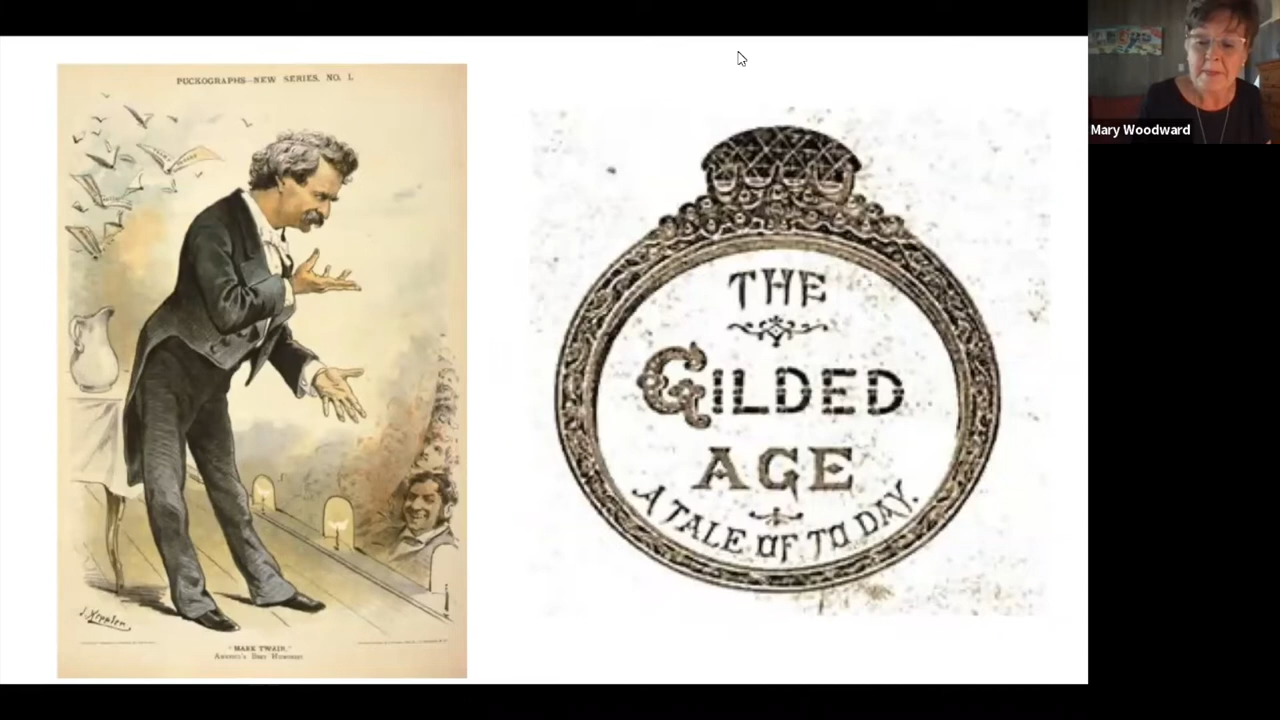 PUCKOGRAPHS—NEW SERIES, NO. 1.
J. Keppler
"MARK TWAIN,"
AMERICA'S BEST HUMORIST
THE
GILDED
AGE
A TALE OF TO DAY.
Mary Woodward